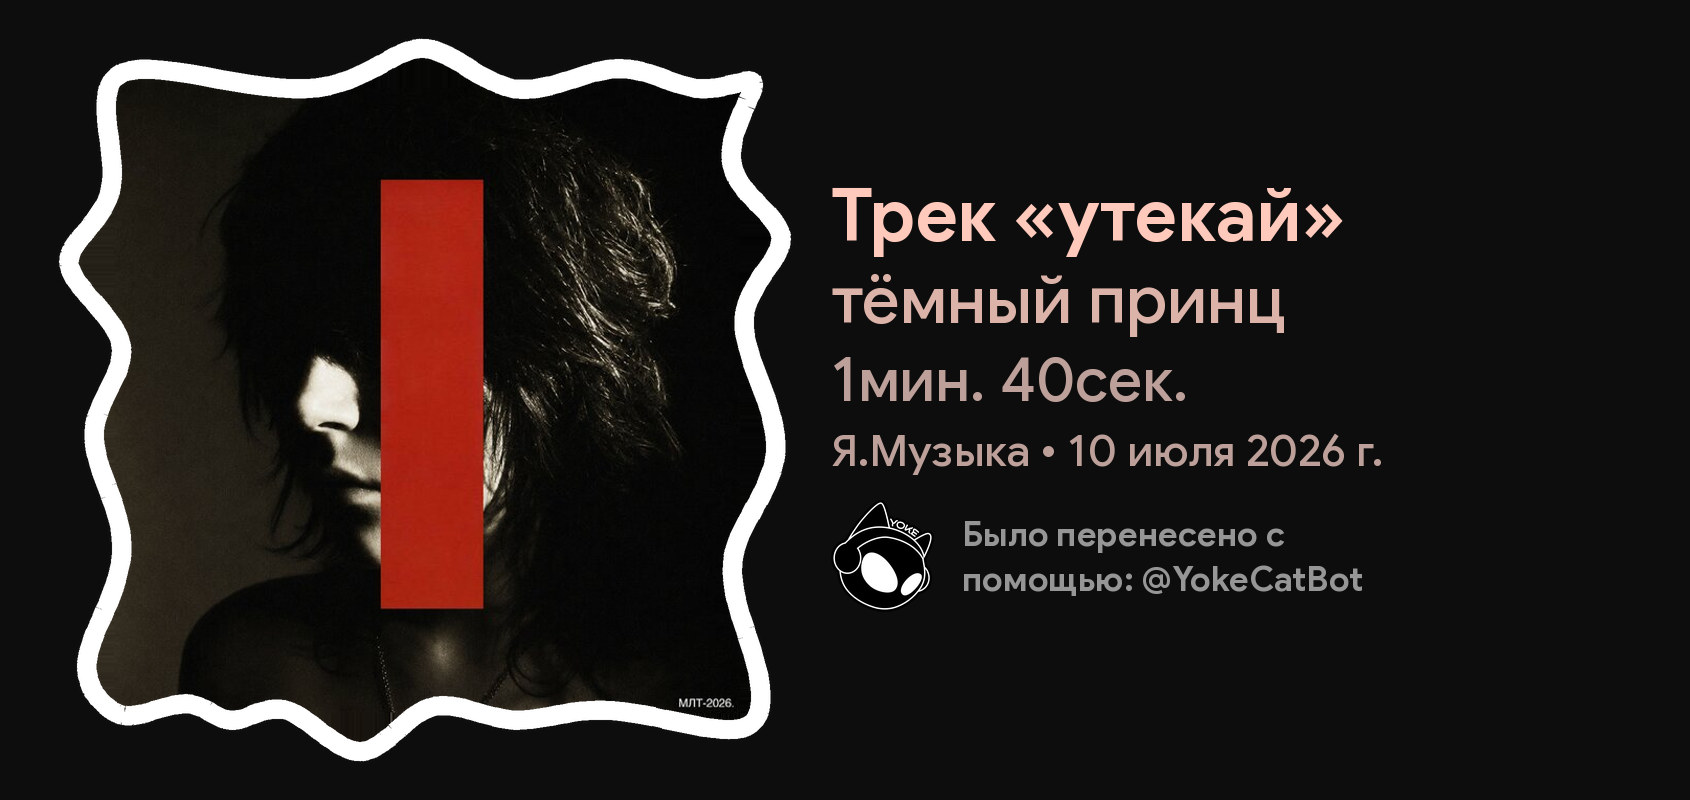 Трек «утекай»
тёмный принц
1мин. 40сек.
Я.Музыка • 10 июля 2026 г.
YOKE
Было перенесено с
помощью: @YokeCatBot
МЛТ-2026.